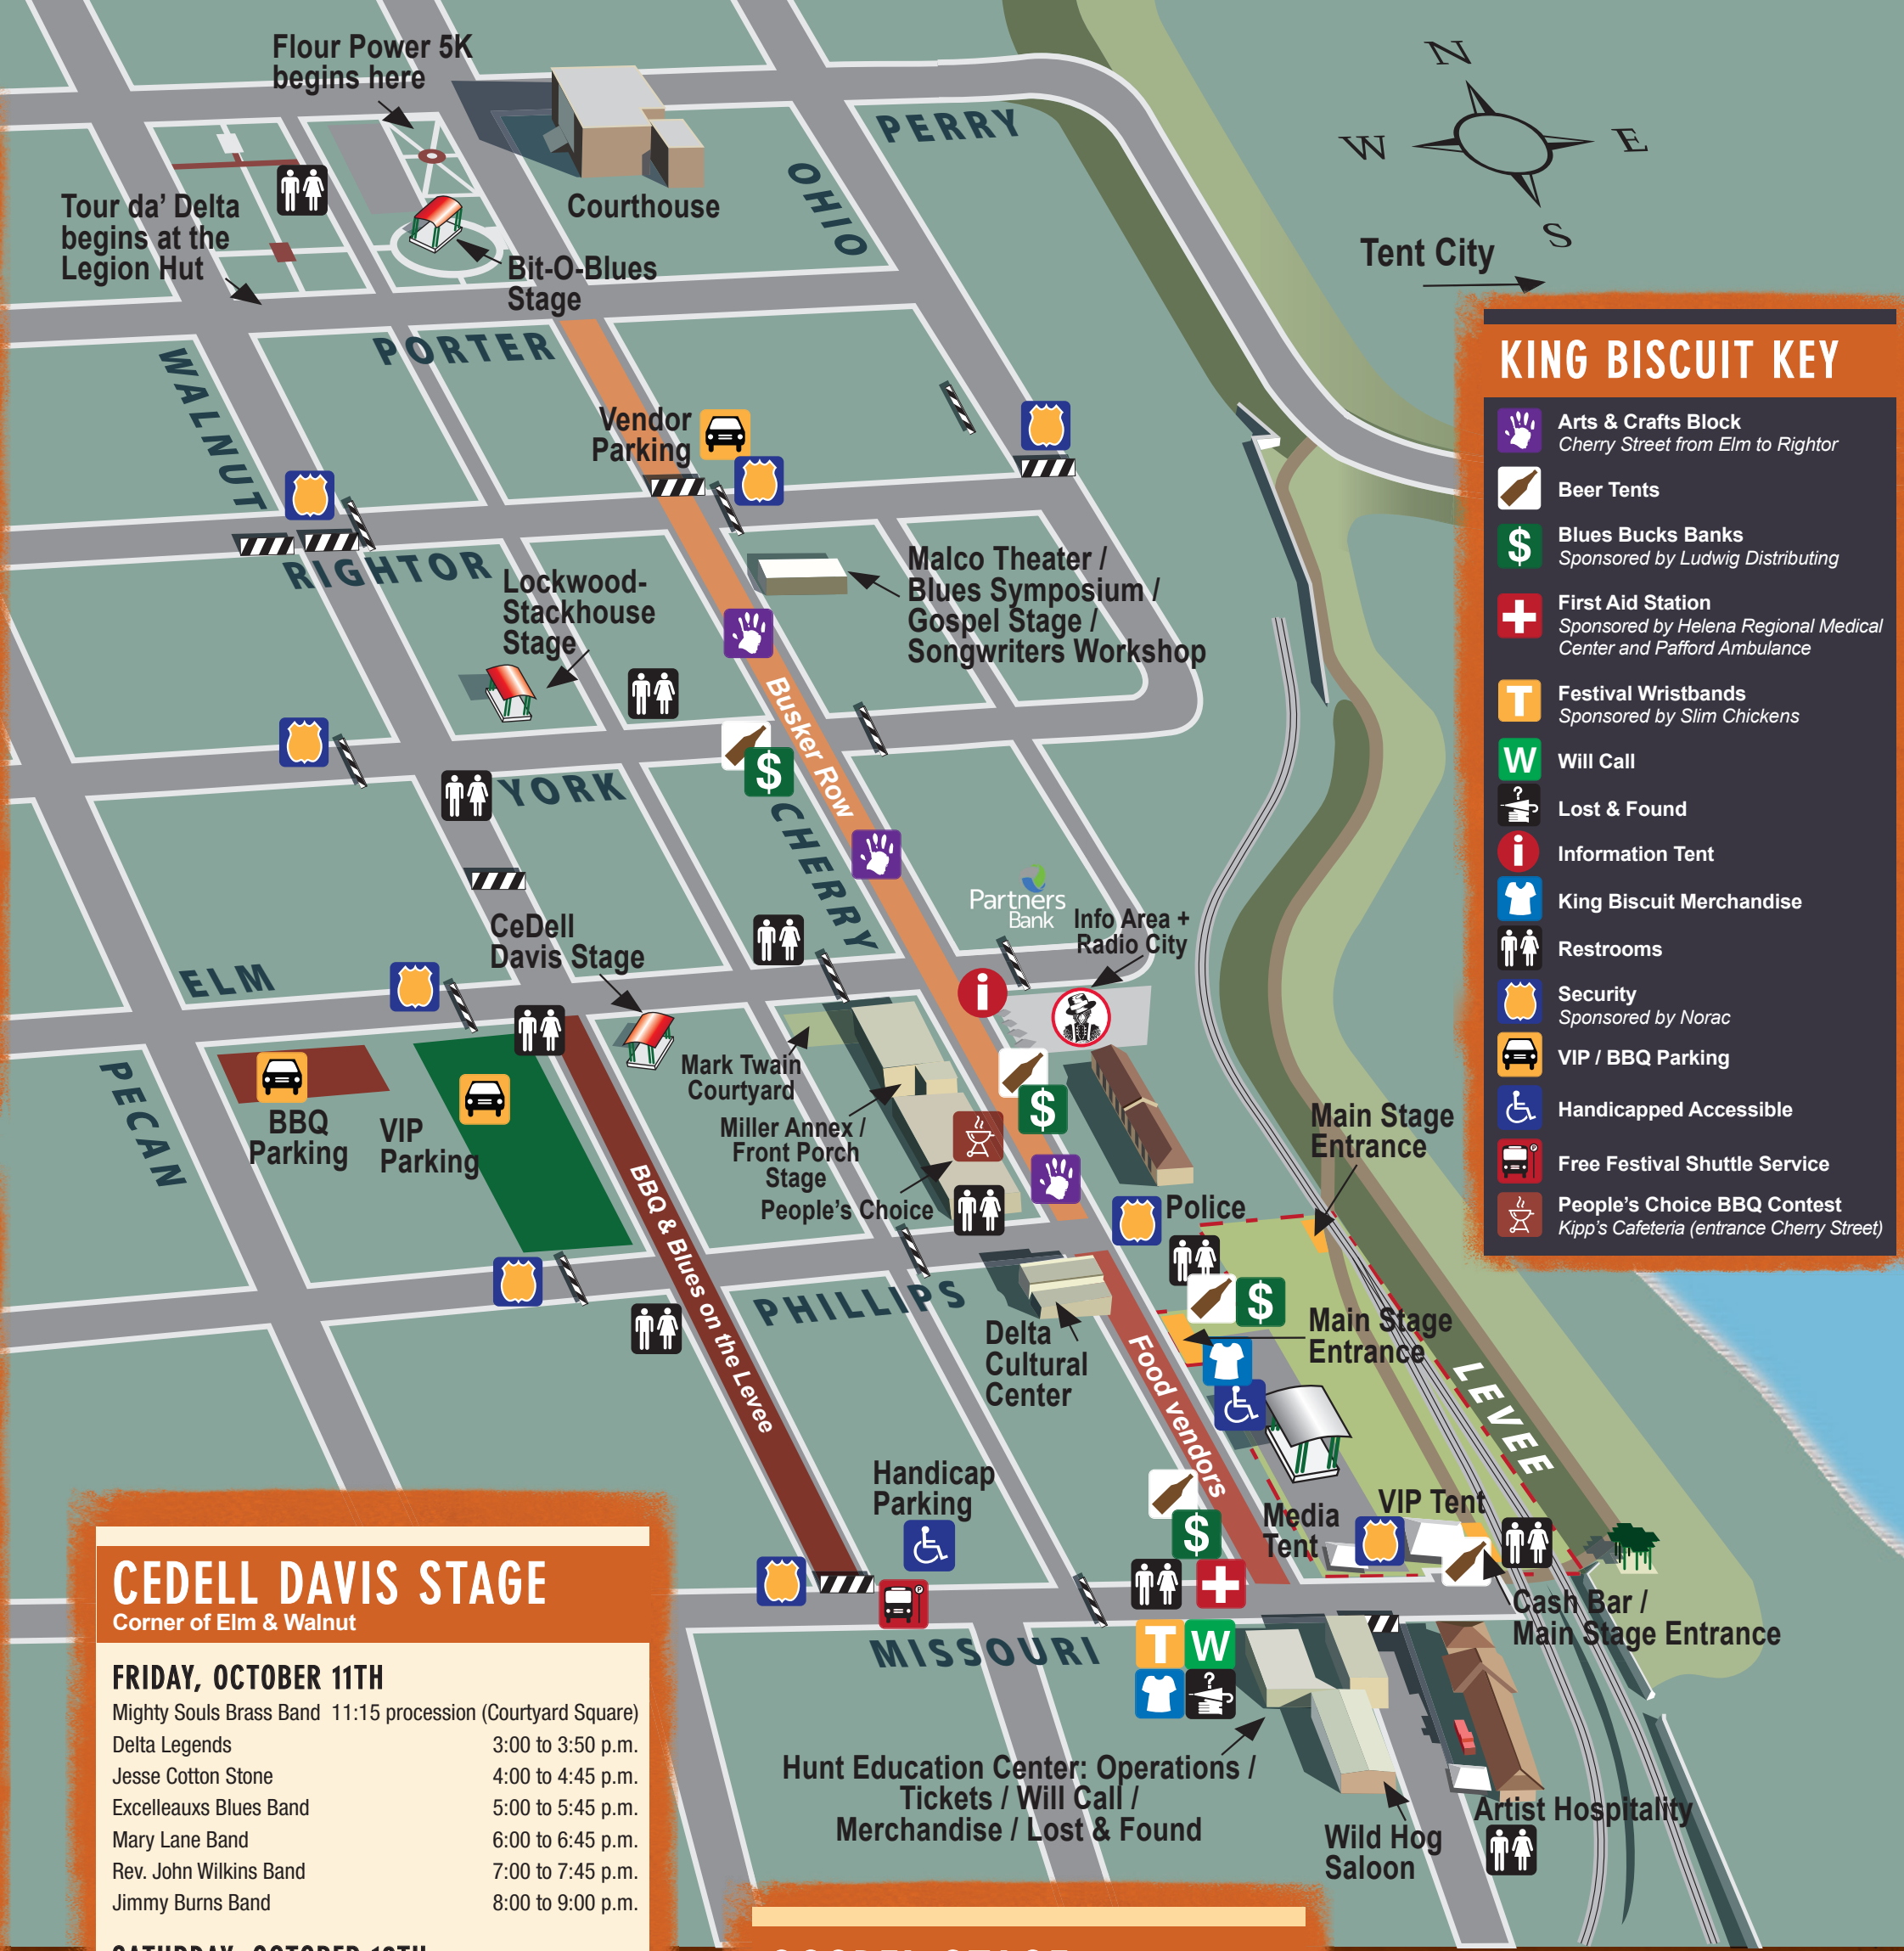 Flour Power 5K
begins here
N
W
E
S
PERRY
OHIO
Courthouse
Tour da’ Delta
begins at the
Legion Hut
Bit-O-Blues
Stage
Tent City
PORTER
WALNUT
Vendor
Parking
RIGHTOR
Lockwood-
Stackhouse
Stage
Malco Theater /
Blues Symposium /
Gospel Stage /
Songwriters Workshop
Busker Row
YORK
CHERRY
Partners
Bank
Info Area +
Radio City
CeDell
Davis Stage
ELM
PECAN
Mark Twain
Courtyard
BBQ
Parking
VIP
Parking
Miller Annex /
Front Porch
Stage
People’s Choice
Main Stage
Entrance
Police
BBQ & Blues on the Levee
PHILLIPS
Delta
Cultural
Center
Main Stage
Entrance
Food vendors
LEVEE
Handicap
Parking
Media
Tent
VIP Tent
Cash Bar /
Main Stage Entrance
MISSOURI
T W
Hunt Education Center: Operations /
Tickets / Will Call /
Merchandise / Lost & Found
Wild Hog
Saloon
Artist Hospitality
KING BISCUIT KEY
Arts & Crafts Block
Cherry Street from Elm to Rightor
Beer Tents
$
Blues Bucks Banks
Sponsored by Ludwig Distributing
First Aid Station
Sponsored by Helena Regional Medical
Center and Pafford Ambulance
T
Festival Wristbands
Sponsored by Slim Chickens
W
Will Call
?
Lost & Found
i
Information Tent
King Biscuit Merchandise
Restrooms
Security
Sponsored by Norac
VIP / BBQ Parking
Handicapped Accessible
Free Festival Shuttle Service
People’s Choice BBQ Contest
Kipp’s Cafeteria (entrance Cherry Street)
CEDELL DAVIS STAGE
Corner of Elm & Walnut
FRIDAY, OCTOBER 11TH
Mighty Souls Brass Band 11:15 procession (Courtyard Square)
Delta Legends 3:00 to 3:50 p.m.
Jesse Cotton Stone 4:00 to 4:45 p.m.
Excelleauxs Blues Band 5:00 to 5:45 p.m.
Mary Lane Band 6:00 to 6:45 p.m.
Rev. John Wilkins Band 7:00 to 7:45 p.m.
Jimmy Burns Band 8:00 to 9:00 p.m.